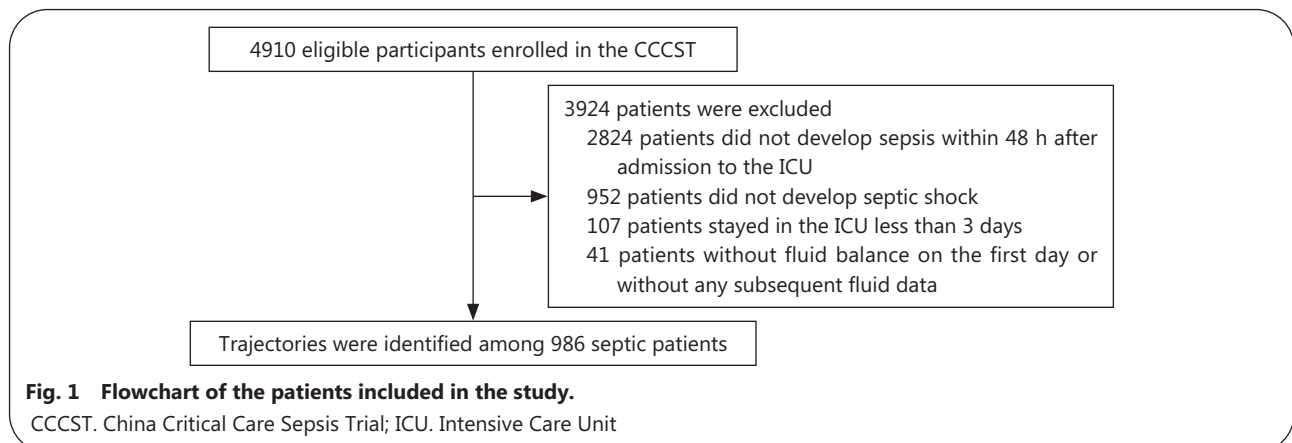 4910 eligible participants enrolled in the CCCST
3924 patients were excluded
2824 patients did not develop sepsis within 48 h after
admission to the ICU
952 patients did not develop septic shock
107 patients stayed in the ICU less than 3 days
41 patients without fluid balance on the first day or
without any subsequent fluid data
Trajectories were identified among 986 septic patients
Fig. 1 Flowchart of the patients included in the study.
CCCST. China Critical Care Sepsis Trial; ICU. Intensive Care Unit